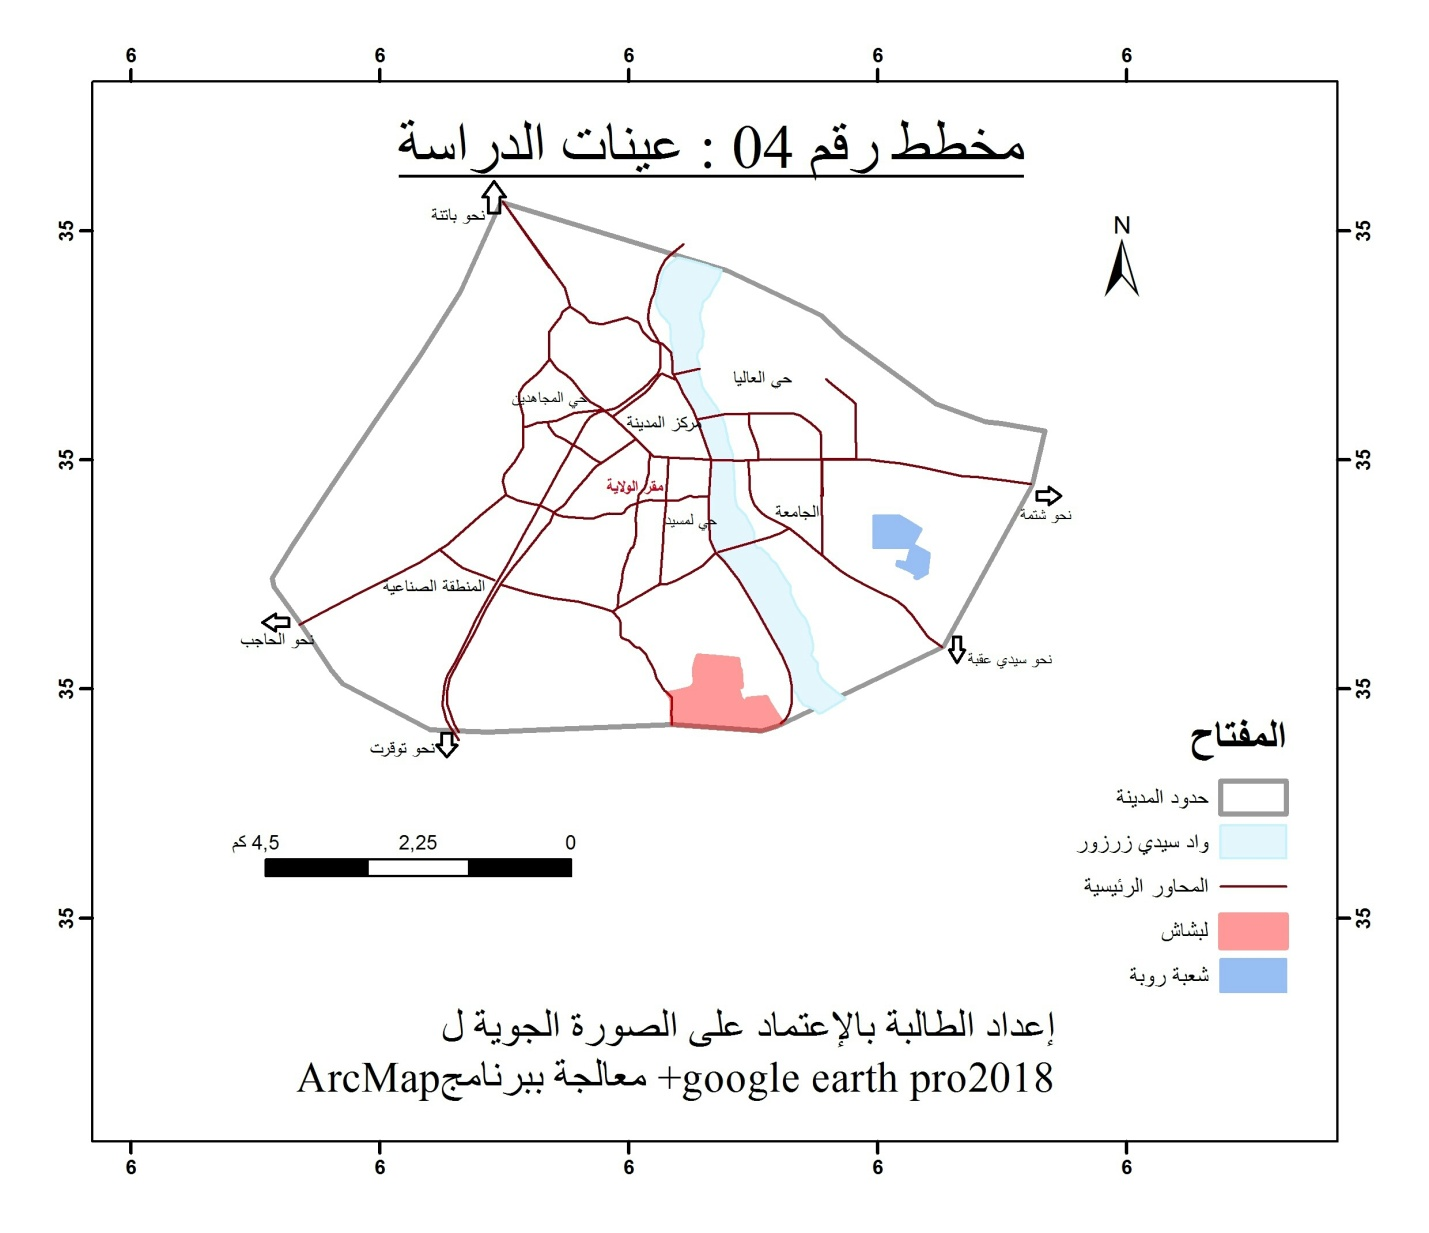 6 6 6 6 6
مخطط رقم 04 : عينات الدراسة
نحو باتنة
N
35 35
حي العاليا
حي المجاهدين
مركز المدينة
35 35
مقر الولاية
نحو شتمة
الجامعة
حي لمسيد
المنطقة الصناعية
نحو الحاجب
نحو سيدي عقبة
35 35
نحو توقرت
المفتاح
حدود المدينة
واد سيدي زرزور
المحاور الرئيسية
لبشاش
شعبة روبة
0 2,25 4,5 كم
35 35
إعداد الطالبة بالإعتماد على الصورة الجوية ل
google earth pro2018+ معالجة ببرنامجArcMap
6 6 6 6 6